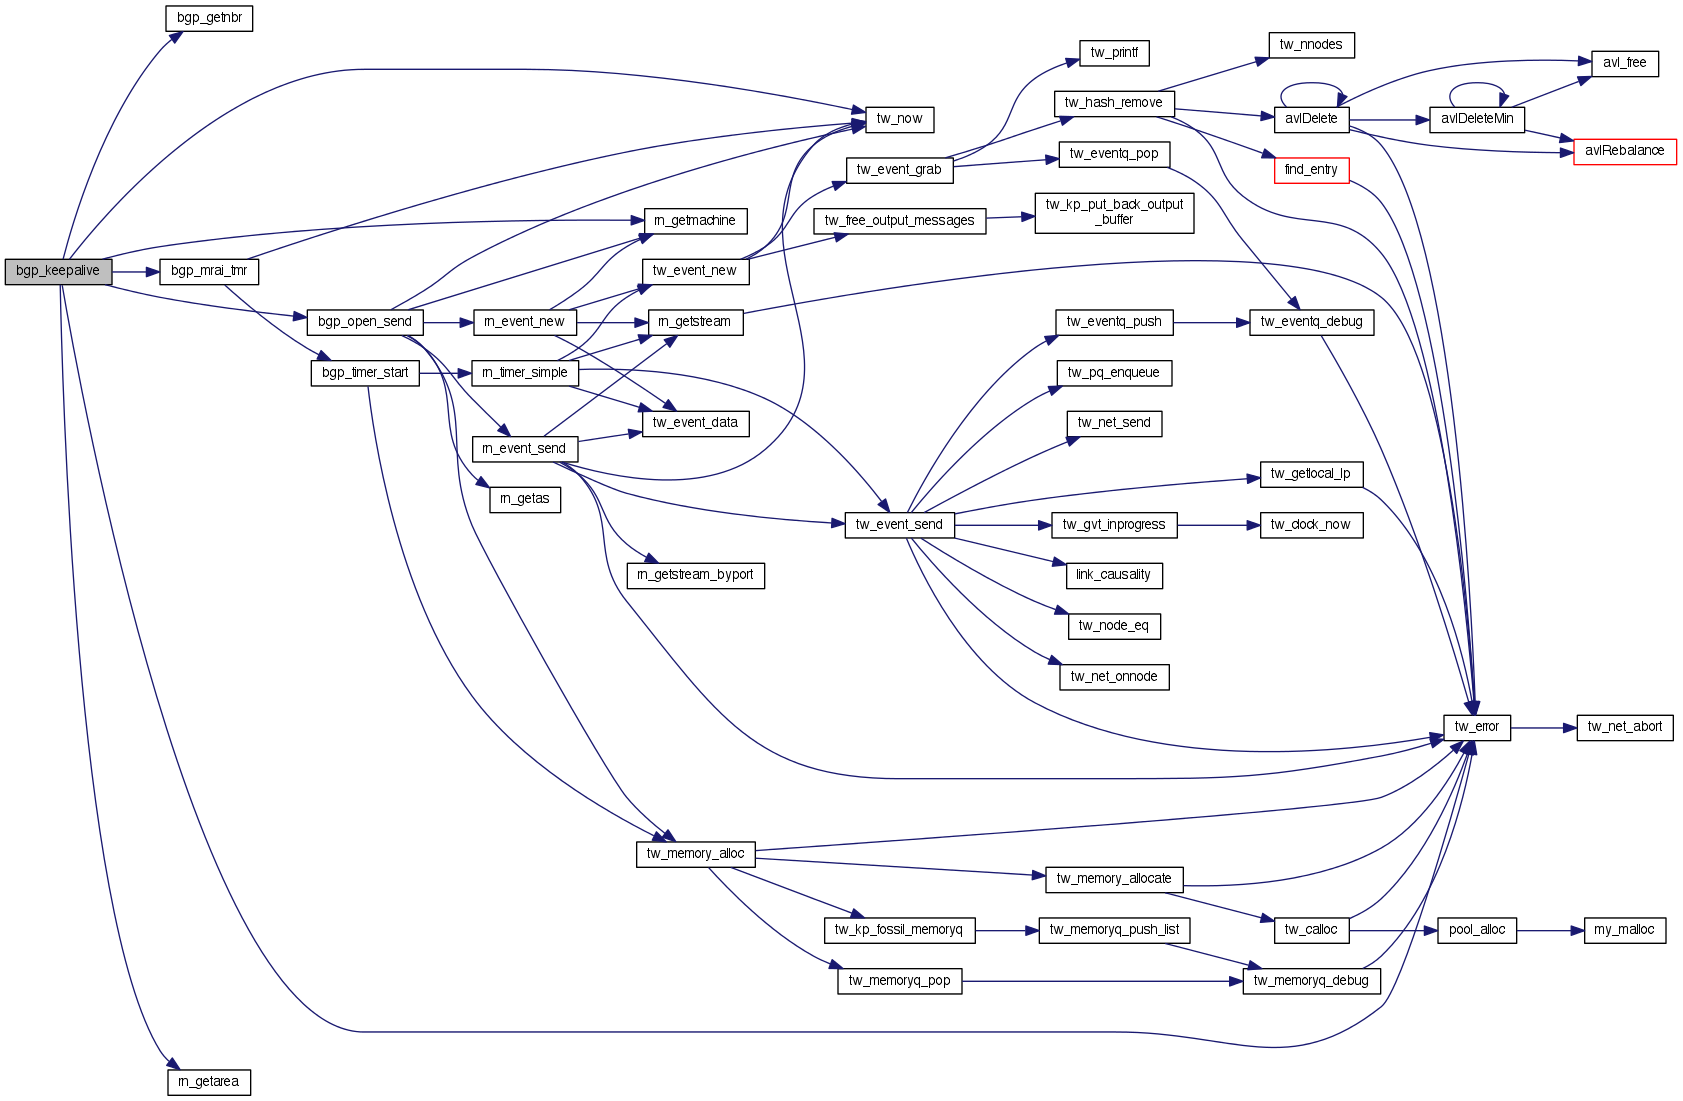 bgp_getnbr
tw_nnodes
tw_printf
avl_free
tw_hash_remove
tw_now
avlDelete
avlDeleteMin
avlRebalance
tw_eventq_pop
tw_event_grab
find_entry
tw_kp_put_back_output
_buffer
rn_getmachine
tw_free_output_messages
bgp_keepalive
bgp_mrai_tmr
tw_event_new
bgp_open_send
rn_event_new
rn_getstream
tw_eventq_push
tw_eventq_debug
bgp_timer_start
rn_timer_simple
tw_pq_enqueue
tw_event_data
tw_net_send
rn_event_send
tw_getlocal_lp
rn_getas
tw_event_send
tw_gvt_inprogress
tw_clock_now
rn_getstream_byport
link_causality
tw_node_eq
tw_net_onnode
tw_error
tw_net_abort
tw_memory_alloc
tw_memory_allocate
tw_kp_fossil_memoryq
tw_memoryq_push_list
tw_calloc
pool_alloc
my_malloc
tw_memoryq_pop
tw_memoryq_debug
rn_getarea